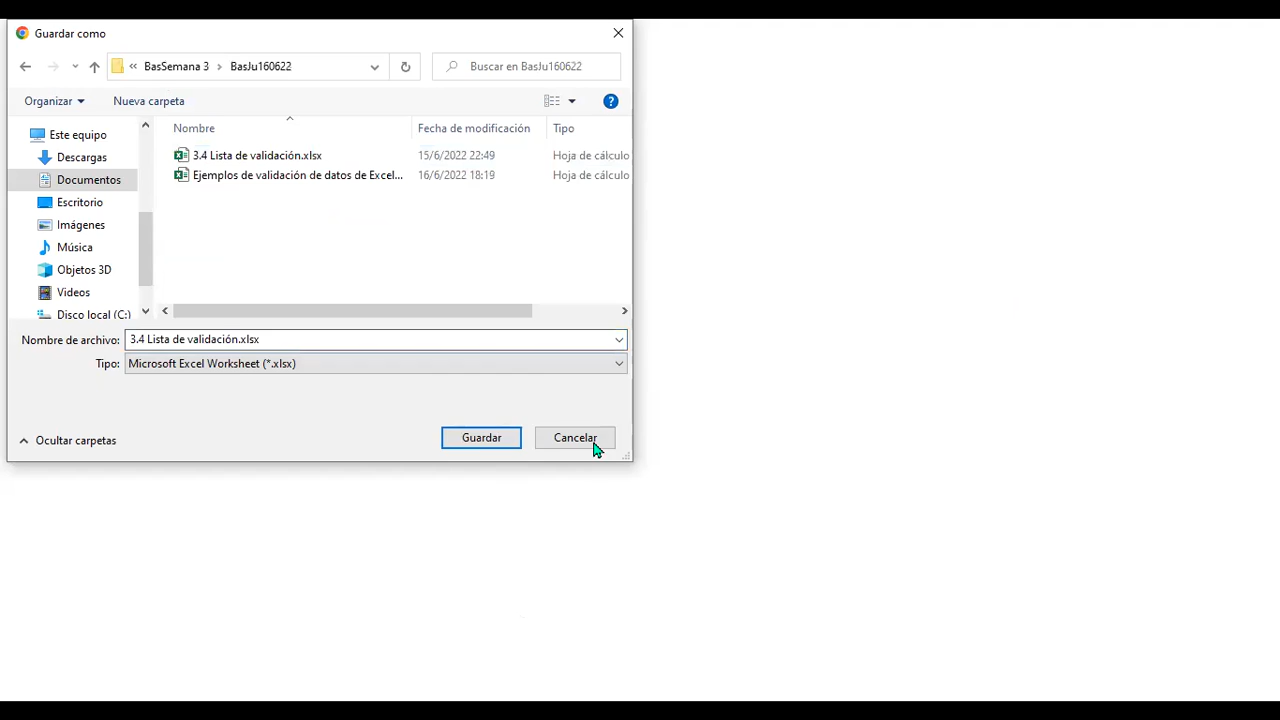 Guardar como
« BasSemana 3 › BasJu160622
Buscar en BasJu160622
Organizar
Nueva carpeta
?
Nombre
Fecha de modificación
Tipo
Este equipo
Descargas
Documentos
Escritorio
Imágenes
Música
Objetos 3D
Videos
Disco local (C:)
3.4 Lista de validación.xlsx
15/6/2022 22:49
Hoja de cálculo
Ejemplos de validación de datos de Excel...
16/6/2022 18:19
Hoja de cálculo
Nombre de archivo: 3.4 Lista de validación.xlsx
Tipo: Microsoft Excel Worksheet (*.xlsx)
Ocultar carpetas
Guardar
Cancelar